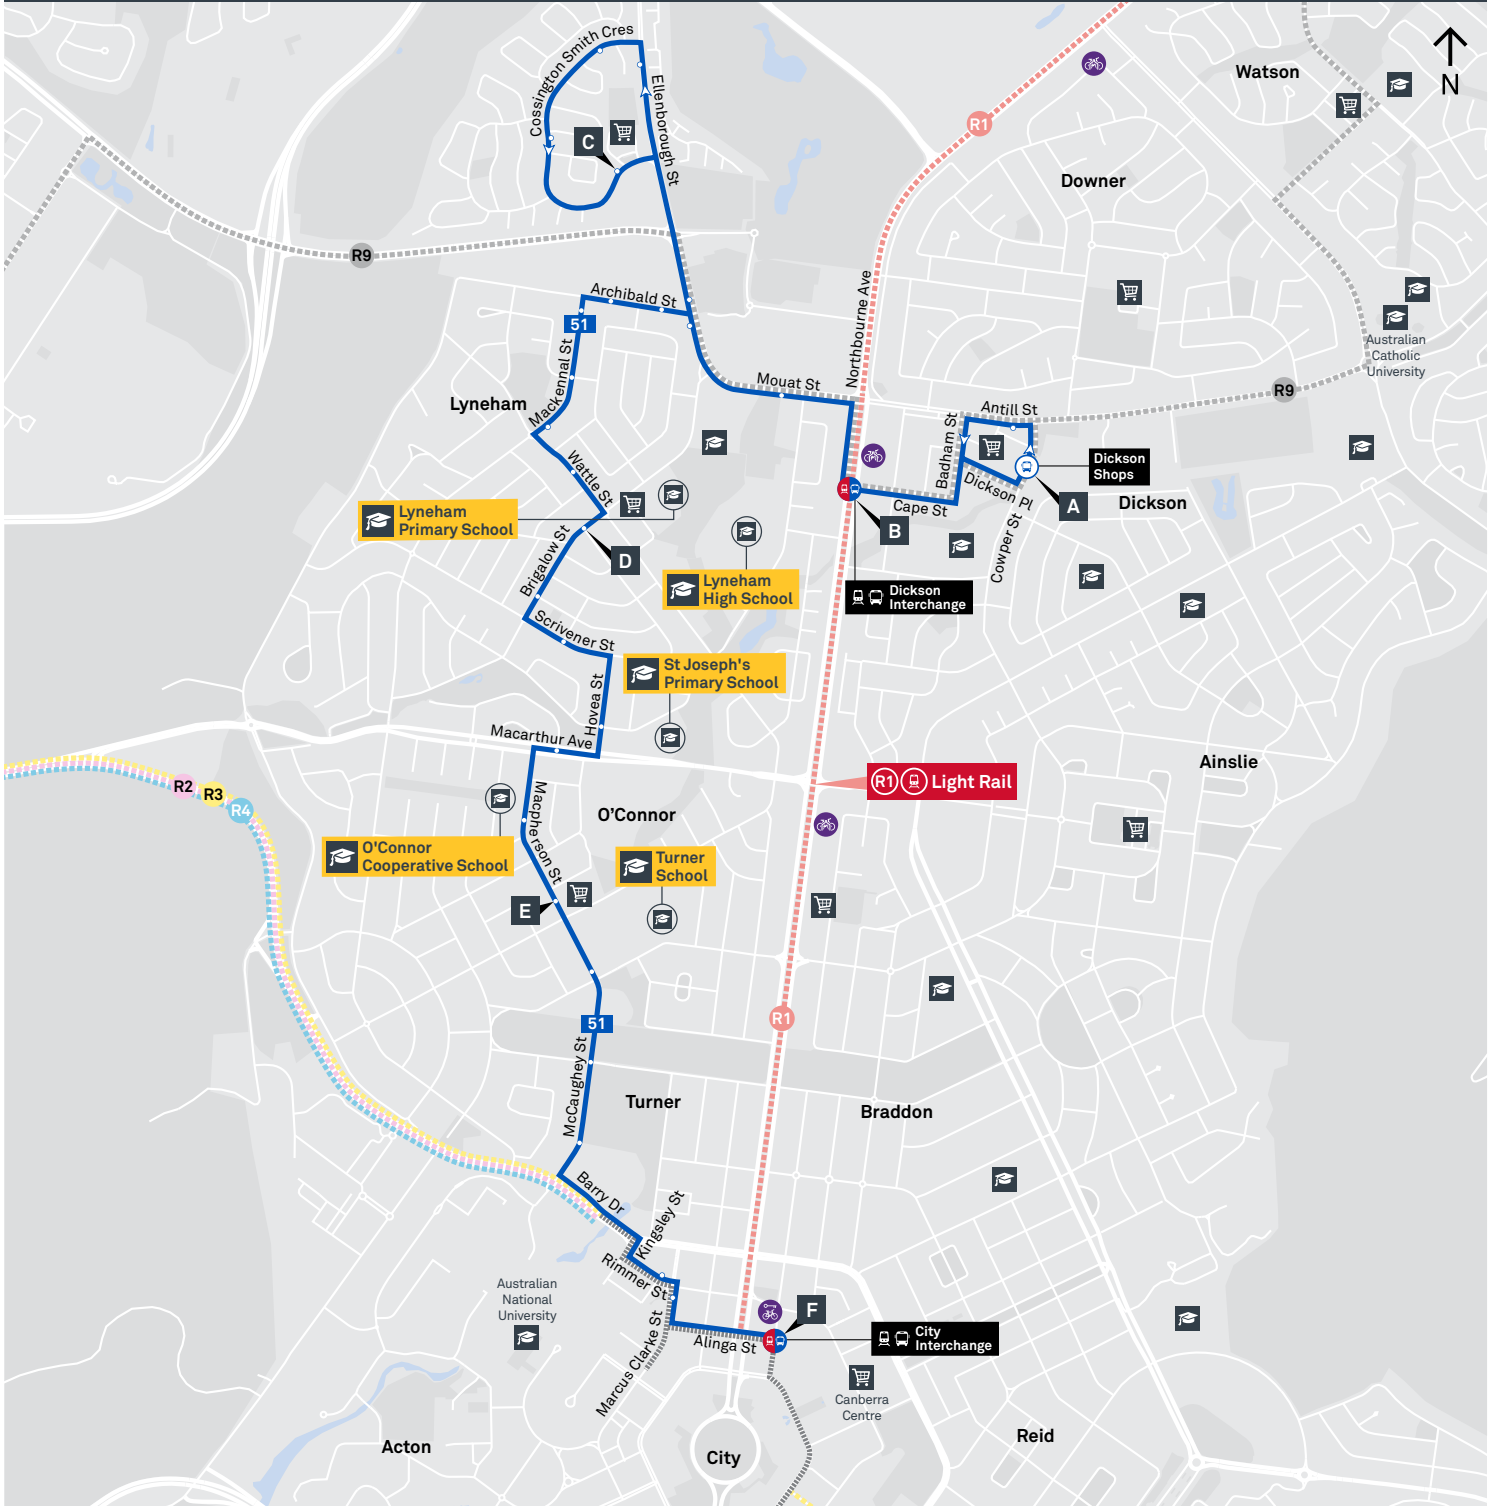 Cossington Smith Cres
Ellenborough St
Watson
N
R1
C
Downer
R9
Archibald St
51
Northbourne Ave
Australian
Catholic
University
Mackennal St
Mouat St
R9
Lyneham
Antill St
Badham St
Wattle St
Dickson
Shops
Dickson Pl
A
Dickson
Lyneham
Primary School
Cape St
B
Cowper St
D
Brigalow St
Lyneham
High School
Dickson
Interchange
Scrivener St
St Joseph's
Primary School
Hovea St
Macarthur Ave
Ainslie
R1
Light Rail
R2
R3
R4
Macpherson St
O'Connor
O'Connor
Cooperative School
Turner
School
E
R1
51
McCaughey St
Turner
Braddon
Barry Dr
Kingsley St
Rimmer St
Australian
National
University
F
Marcus Clarke St
Alinga St
City
Interchange
Canberra
Centre
Acton
City
Reid